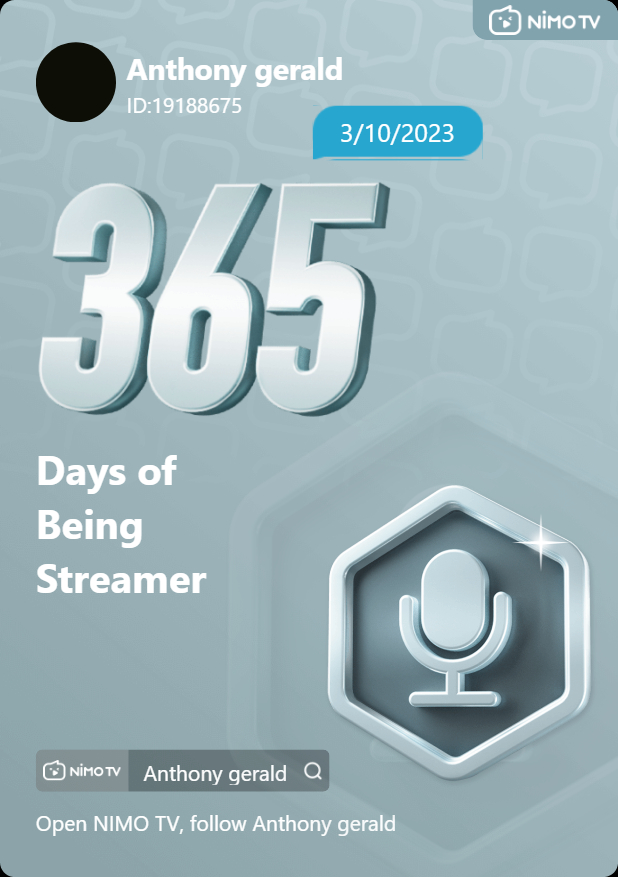 NIMO TV
Anthony gerald
ID:19188675
3/10/2023
365
Days of
Being
Streamer
NIMO TV Anthony gerald
Open NIMO TV, follow Anthony gerald